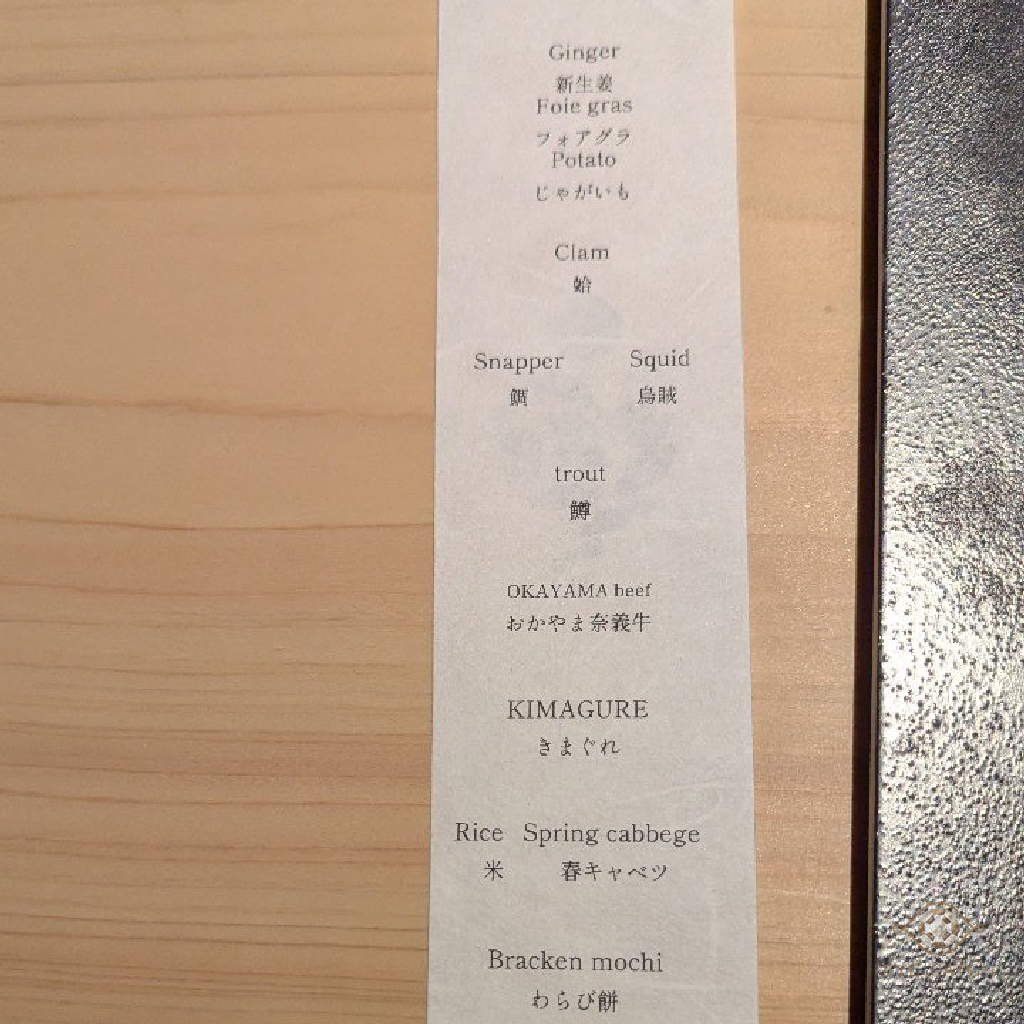 Ginger
新生姜
Foie gras
フォアグラ
Potato
じゃがいも
Clam
蛤
Snapper Squid
鯛 烏賊
trout
鱒
OKAYAMA beef
おかやま奈義牛
KIMAGURE
きまぐれ
Rice Spring cabbege
米 春キャベツ
Bracken mochi
わらび餅